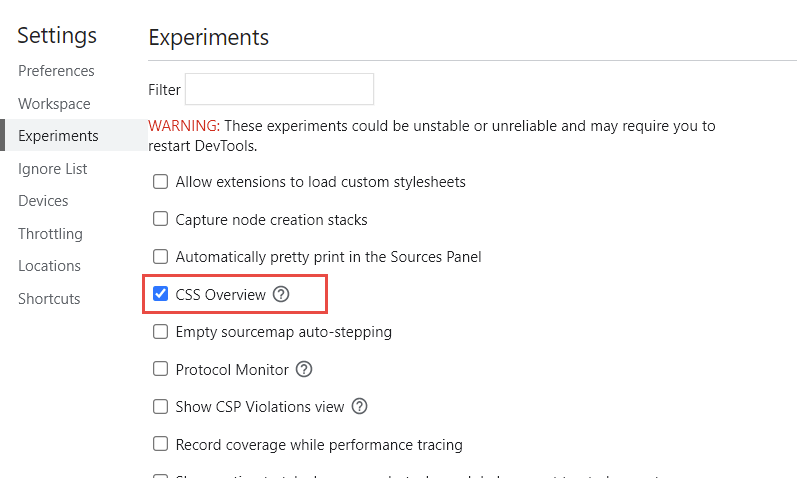 Settings
Preferences
Workspace
Experiments
Ignore List
Devices
Throttling
Locations
Shortcuts
Experiments
Filter
WARNING: These experiments could be unstable or unreliable and may require you to
restart DevTools.
Allow extensions to load custom stylesheets
Capture node creation stacks
Automatically pretty print in the Sources Panel
CSS Overview ?
Empty sourcemap auto-stepping
Protocol Monitor ?
Show CSP Violations view ?
Record coverage while performance tracing